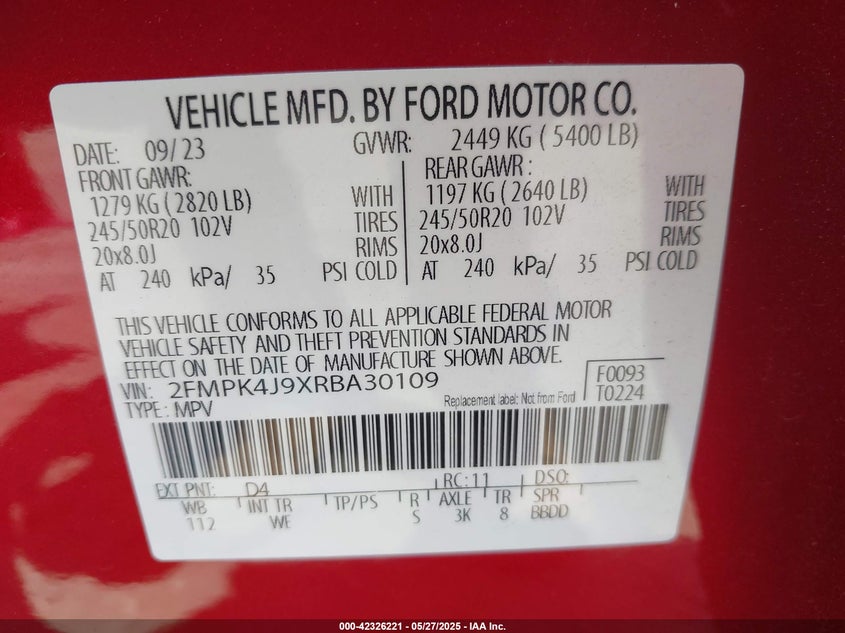 VEHICLE MFD. BY FORD MOTOR CO.
DATE: 09/23 GVWR: 2449 KG ( 5400 LB)
FRONT GAWR: REAR GAWR :
1279 KG ( 2820 LB) WITH 1197 KG ( 2640 LB) WITH
245/50R20 102V TIRES 245/50R20 102V TIRES
20x8.0J RIMS 20x8.0J RIMS
AT 240 kPa/ 35 PSI COLD AT 240 kPa/ 35 PSI COLD
THIS VEHICLE CONFORMS TO ALL APPLICABLE FEDERAL MOTOR
VEHICLE SAFETY AND THEFT PREVENTION STANDARDS IN
EFFECT ON THE DATE OF MANUFACTURE SHOWN ABOVE.
VIN: 2FMPK4J9XRBA30109 F0093
TYPE: MPV Replacement label: Not from Ford T0224
EXT PNT: D4 RC: 11 DSO:
WB INT TR TP/PS R AXLE TR SPR
112 WE S 3K 8 BBDD
000-42326221 - 05/27/2025 - IAA Inc.